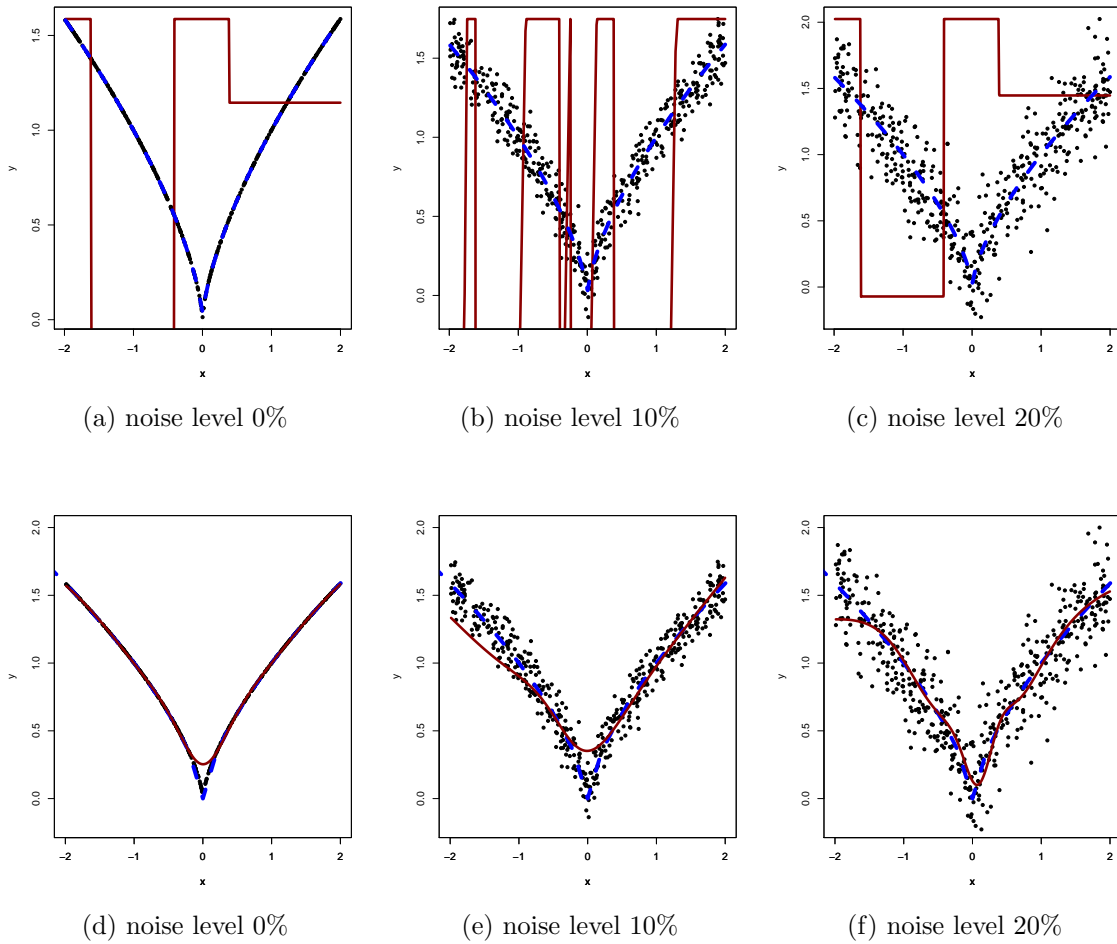 0.0 0.5 1.0 1.5
y
−2 −1 0 1 2
x
(a) noise level 0%
0.0 0.5 1.0 1.5
y
−2 −1 0 1 2
x
(b) noise level 10%
0.0 0.5 1.0 1.5 2.0
y
−2 −1 0 1 2
x
(c) noise level 20%
0.0 0.5 1.0 1.5 2.0
y
−2 −1 0 1 2
x
(d) noise level 0%
0.0 0.5 1.0 1.5 2.0
y
−2 −1 0 1 2
x
(e) noise level 10%
0.0 0.5 1.0 1.5 2.0
y
−2 −1 0 1 2
x
(f) noise level 20%